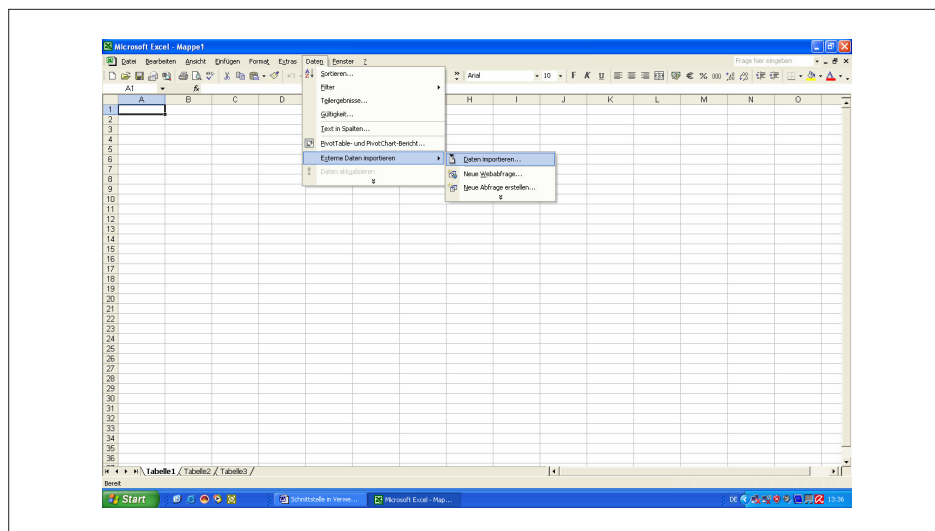 Microsoft Excel - Mappe1
Datei Bearbeiten Ansicht Einfügen Format Extras Daten Fenster ?
Frage hier eingeben
Arial 10 F K U € % 000
A1 fx
A B C D H I J K L M N O
Sortieren...
Filter
Teilergebnisse...
Gültigkeit...
Text in Spalten...
PivotTable- und PivotChart-Bericht...
Externe Daten importieren
Daten aktualisieren
Daten importieren...
Neue Webabfrage...
Neue Abfrage erstellen...
1
2
3
4
5
6
7
8
9
10
11
12
13
14
15
16
17
18
19
20
21
22
23
24
25
26
27
28
29
30
31
32
33
34
35
36
Tabelle1 Tabelle2 Tabelle3
Bereit
Start
Schnittstelle in Verwe...
Microsoft Excel - Map...
DE
13:36